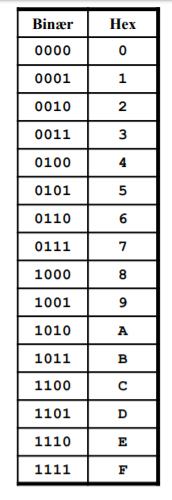 Binær Hex
0000 0
0001 1
0010 2
0011 3
0100 4
0101 5
0110 6
0111 7
1000 8
1001 9
1010 A
1011 B
1100 C
1101 D
1110 E
1111 F